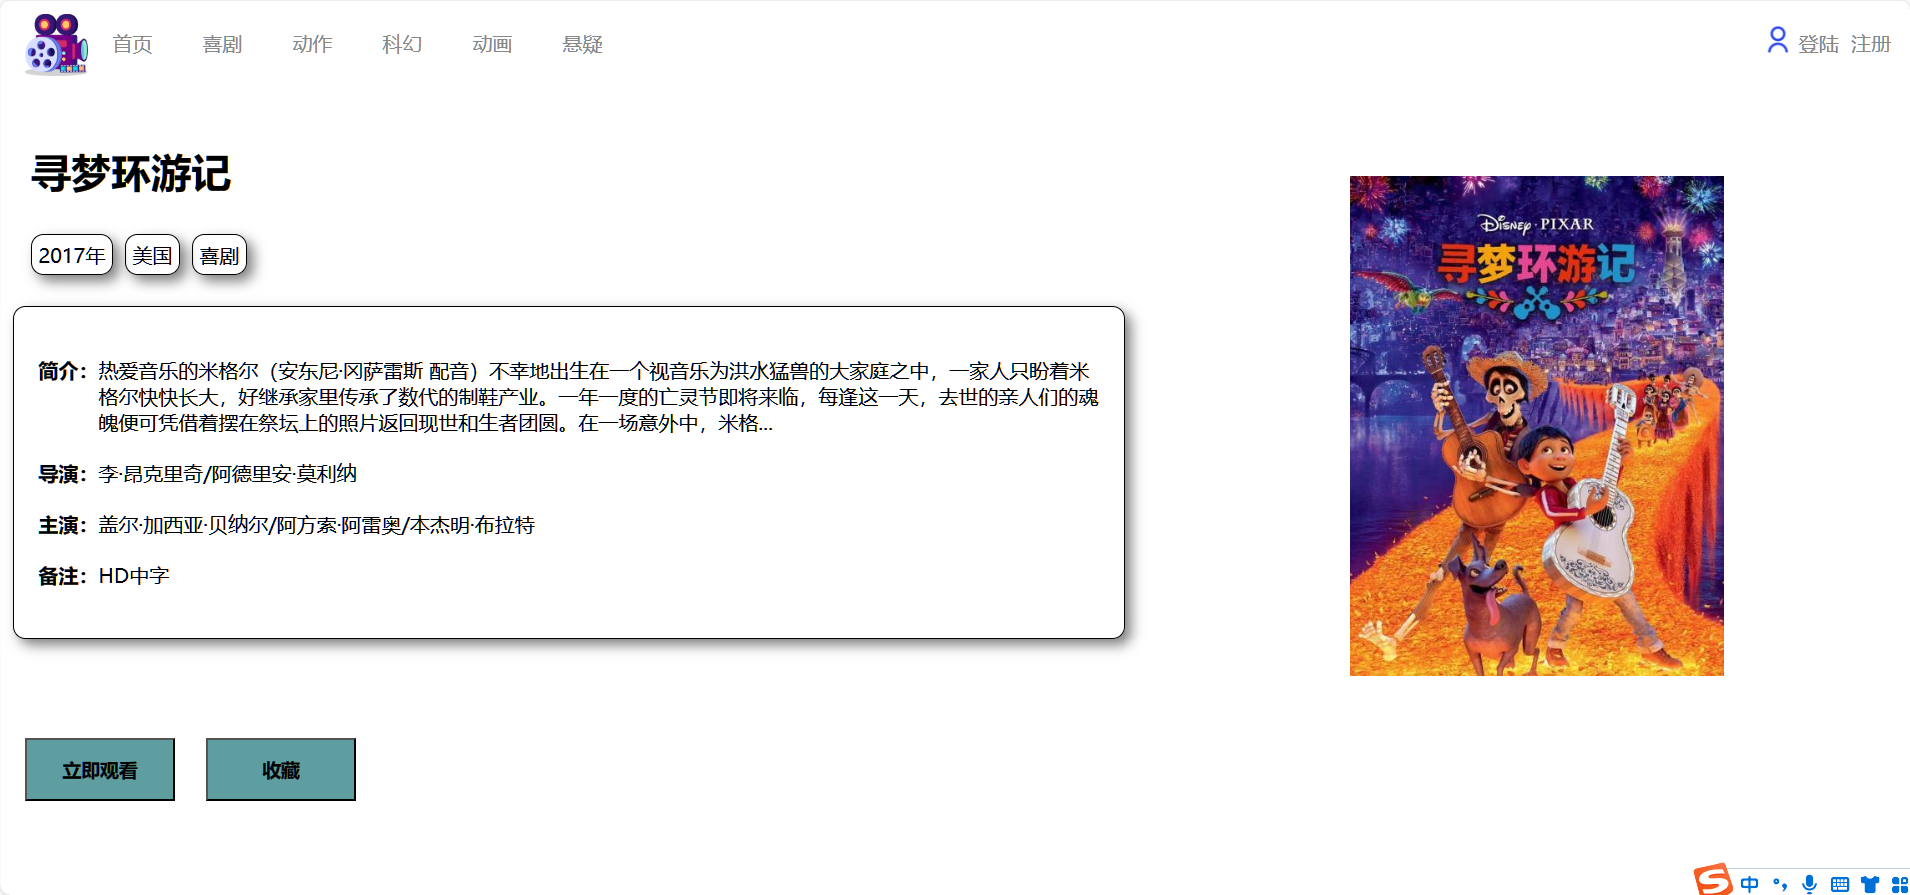 首页 喜剧 动作 科幻 动画 悬疑 登陆 注册
寻梦环游记
2017年 美国 喜剧
简介：热爱音乐的米格尔（安东尼·冈萨雷斯 配音）不幸地出生在一个视音乐为洪水猛兽的大家庭之中，一家人只盼着米
格尔快快长大，好继承家里传承了数代的制鞋产业。一年一度的亡灵节即将来临，每逢这一天，去世的亲人们的魂
魄便可凭借着摆在祭坛上的照片返回现世和生者团圆。在一场意外中，米格...
导演：李·昂克里奇/阿德里安·莫利纳
主演：盖尔·加西亚·贝纳尔/阿方索·阿雷奥/本杰明·布拉特
备注：HD中字
立即观看 收藏
Disney·PIXAR
寻梦环游记
S 中